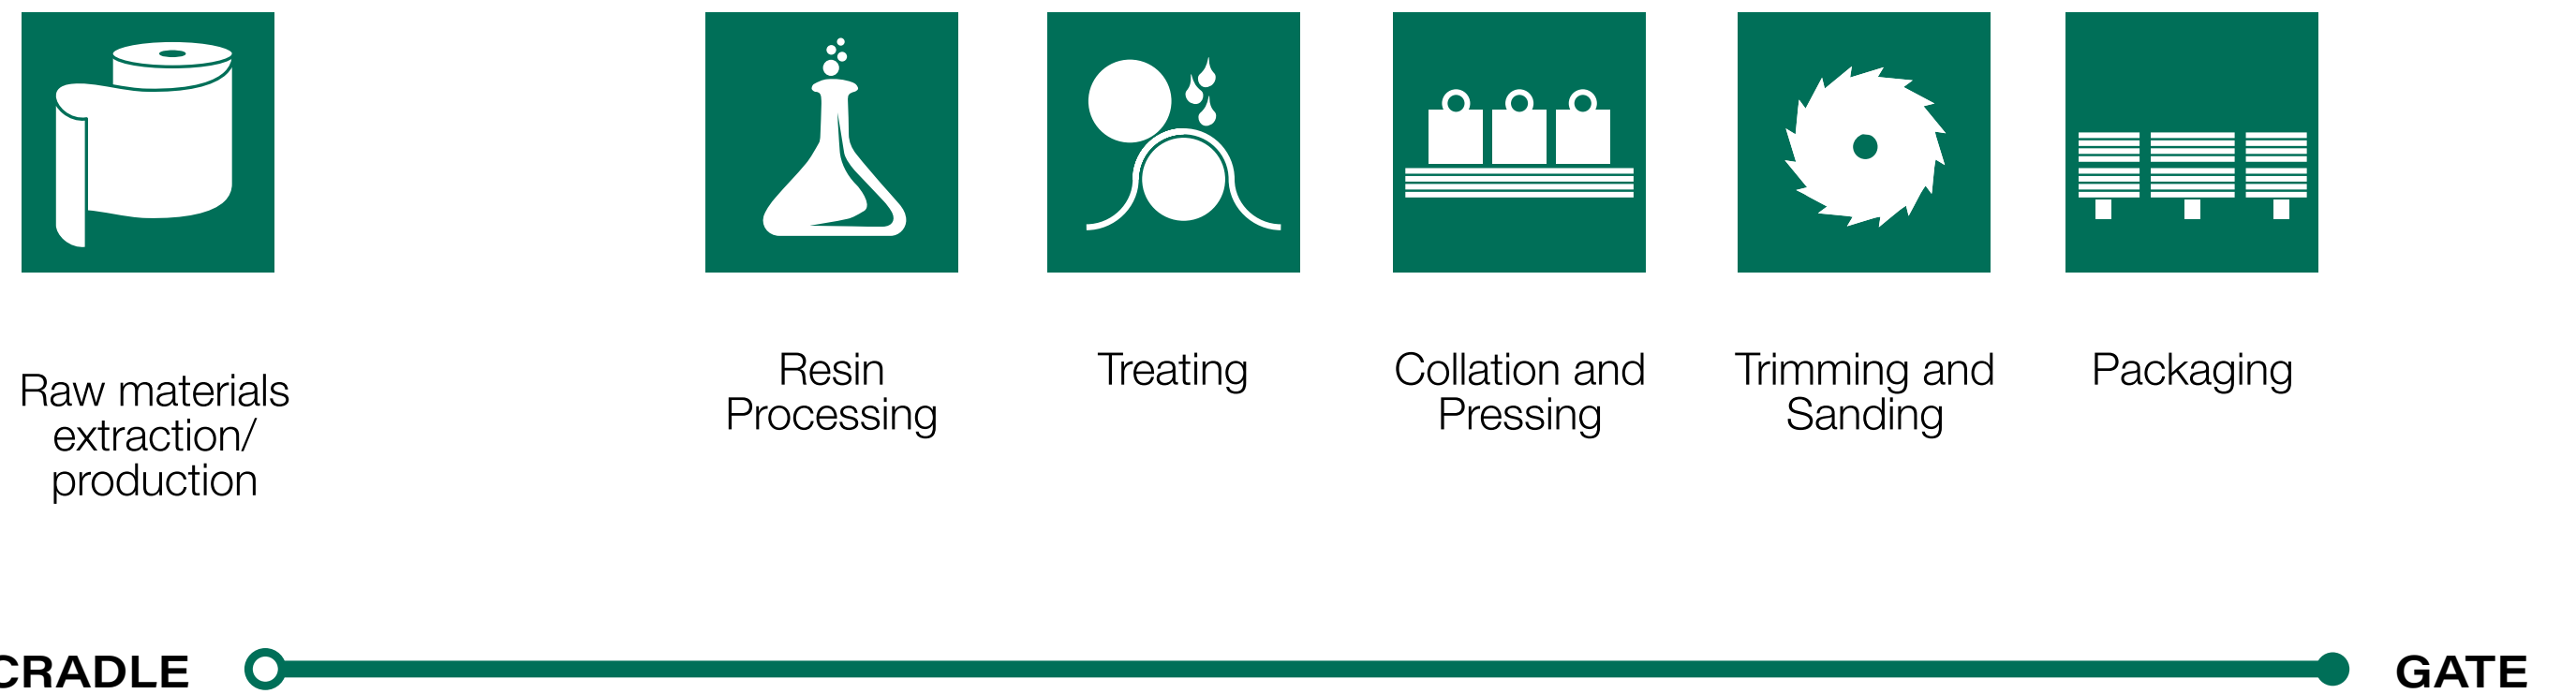 Raw materials
extraction/
production
Resin
Processing
Treating
Collation and
Pressing
Trimming and
Sanding
Packaging
CRADLE
GATE